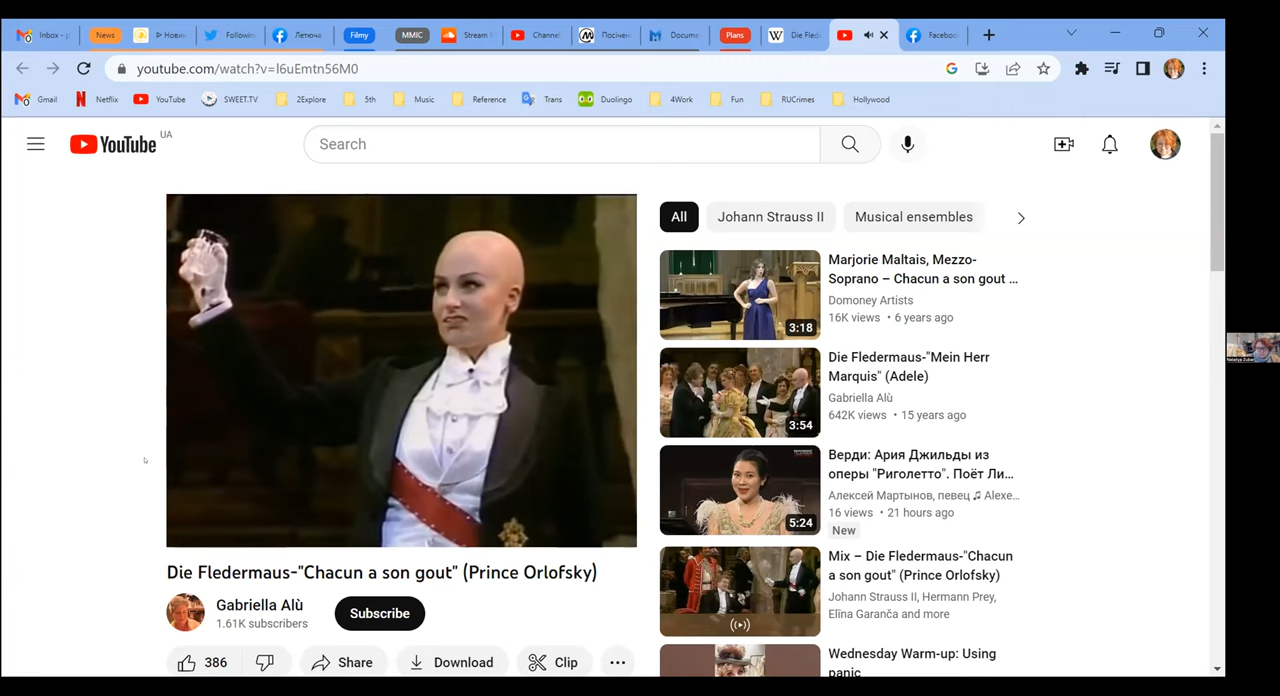 Inbox - p
News
Новин
Followin
Летюча
Filmy
MMIC
Stream l
Channel
Посічен
Docume
Plans
Die Fled
Faceboo
youtube.com/watch?v=l6uEmtn56M0
Gmail
Netflix
YouTube
SWEET.TV
2Explore
5th
Music
Reference
Trans
Duolingo
4Work
Fun
RUCrimes
Hollywood
YouTube UA
Search
All
Johann Strauss II
Musical ensembles
Marjorie Maltais, Mezzo-
Soprano – Chacun a son gout ...
Domoney Artists
16K views • 6 years ago
3:18
Die Fledermaus-"Mein Herr
Marquis" (Adele)
Gabriella Alù
642K views • 15 years ago
3:54
Верди: Ария Джильды из
оперы "Риголетто". Поёт Ли...
Алексей Мартынов, певец ♫ Alexe...
16 views • 21 hours ago
New
5:24
Mix – Die Fledermaus-"Chacun
a son gout" (Prince Orlofsky)
Johann Strauss II, Hermann Prey,
Elīna Garanča and more
Wednesday Warm-up: Using
panic
Die Fledermaus-"Chacun a son gout" (Prince Orlofsky)
Gabriella Alù
1.61K subscribers
Subscribe
386
Share
Download
Clip